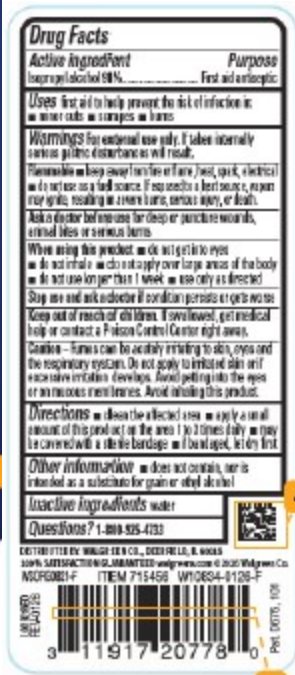 Drug Facts
Active ingredient Purpose
Isopropyl alcohol 90% First aid antiseptic
Uses first aid to help prevent the risk of infection in:
■ minor cuts ■ scrapes ■ burns
Warnings For external use only. If taken internally
serious gastric disturbances will result.
Flammable ■ keep away from fire or flame, heat, spark, electrical
■ do not use as a fuel source. If exposed to a heat source, vapors
may ignite, resulting in severe burns, serious injury, or death.
Ask a doctor before use for deep or puncture wounds,
animal bites or serious burns
When using this product ■ do not get into eyes
■ do not inhale ■ do not apply over large areas of the body
■ do not use longer than 1 week ■ use only as directed
Stop use and ask a doctor if condition persists or gets worse
Keep out of reach of children. If swallowed, get medical
help or contact a Poison Control Center right away.
Caution – Fumes can be acutely irritating to skin, eyes and
the respiratory system. Do not apply to irritated skin or if
excessive irritation develops. Avoid getting into the eyes
or on mucous membranes. Avoid inhaling this product.
Directions ■ clean the affected area ■ apply a small
amount of this product on the area 1 to 3 times daily ■ may
be covered with a sterile bandage ■ if bandaged, let dry first
Other information ■ does not contain, nor is
intended as a substitute for grain or ethyl alcohol
Inactive ingredients water
Questions? 1-800-925-4733
DISTRIBUTED BY: WALGREEN CO., DEERFIELD, IL 60015
100% SATISFACTION GUARANTEED walgreens.com © 2026 Walgreen Co.
ITEM 715456 W10834-0126-F
3 11917 20778 0